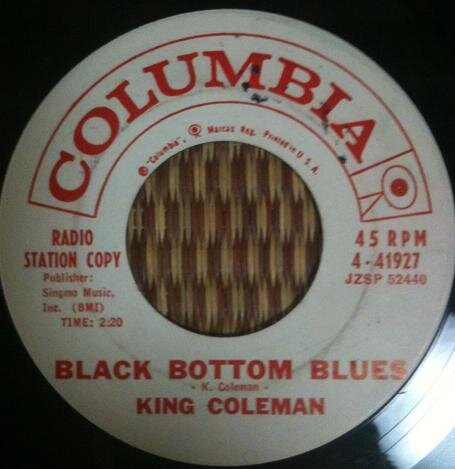 COLUMBIA
© "Columbia", Marcas Reg. Printed in U. S. A.
RADIO
STATION COPY
Publisher:
Singmo Music,
Inc. (BMI)
TIME: 2:20
45 RPM
4-41927
JZSP 52440
BLACK BOTTOM BLUES
- K. Coleman -
KING COLEMAN